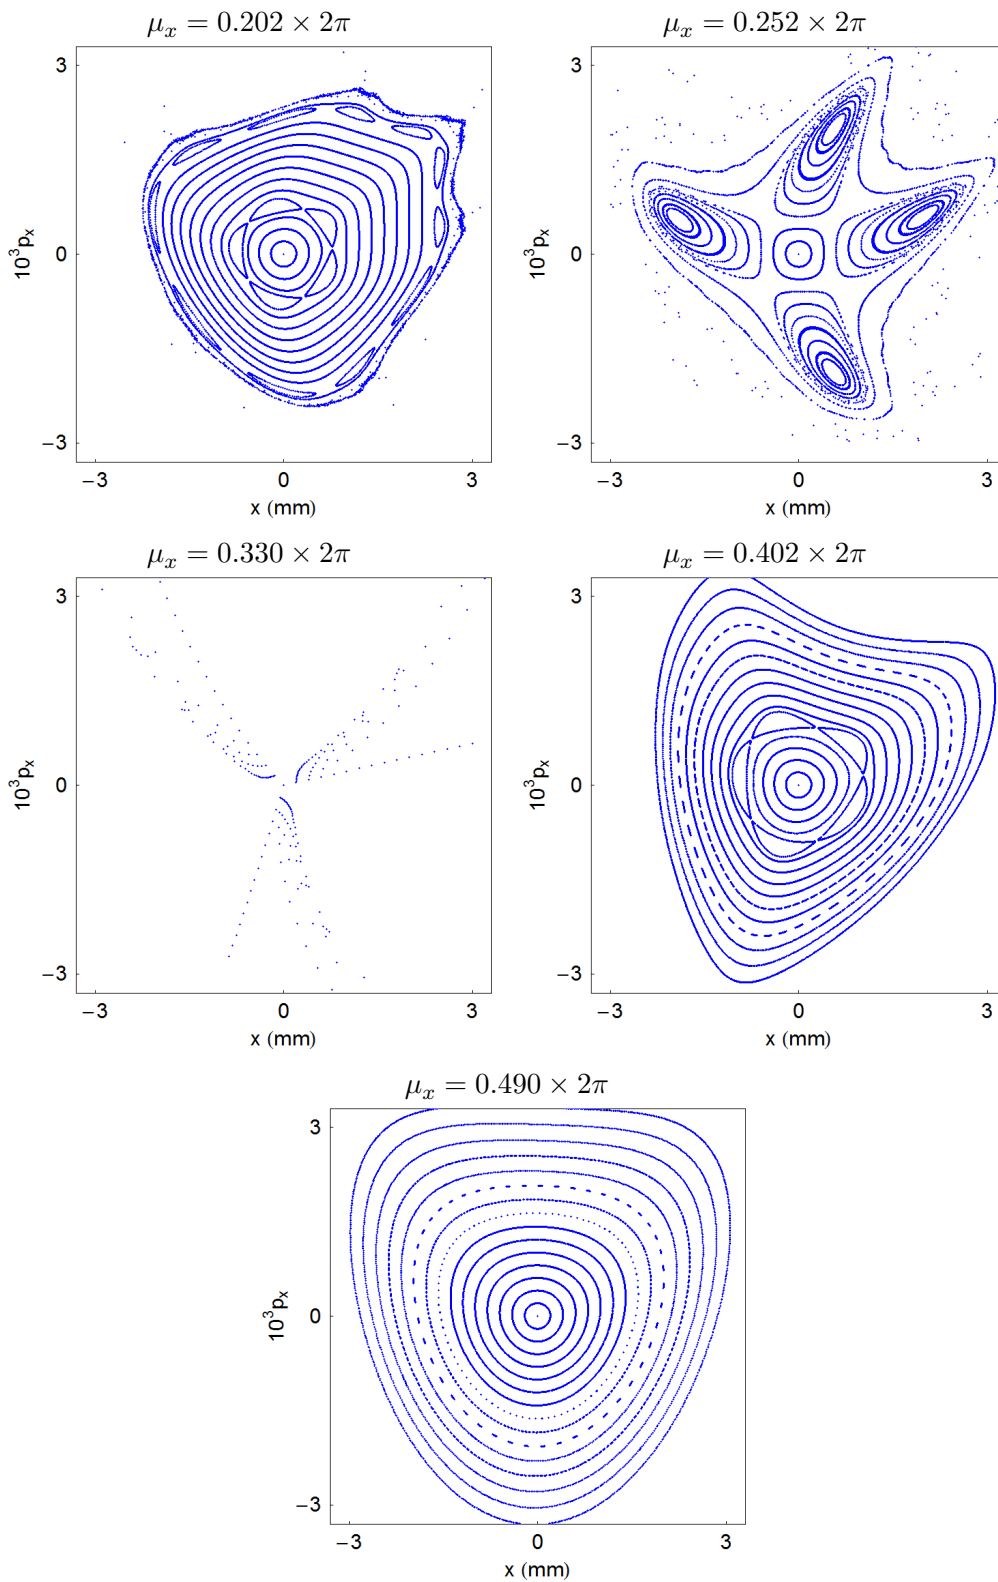 μₓ = 0.202 × 2π
μₓ = 0.252 × 2π
3
0
−3
10³pₓ
−3 0 3
x (mm)
3
0
−3
10³pₓ
−3 0 3
x (mm)
μₓ = 0.330 × 2π
μₓ = 0.402 × 2π
3
0
−3
10³pₓ
−3 0 3
x (mm)
3
0
−3
10³pₓ
−3 0 3
x (mm)
μₓ = 0.490 × 2π
3
0
−3
10³pₓ
−3 0 3
x (mm)